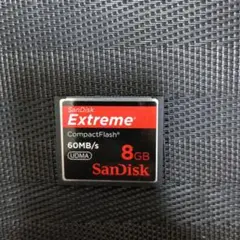 SanDisk
Extreme®
CompactFlash®
60MB/s
UDMA
8GB
SanDisk